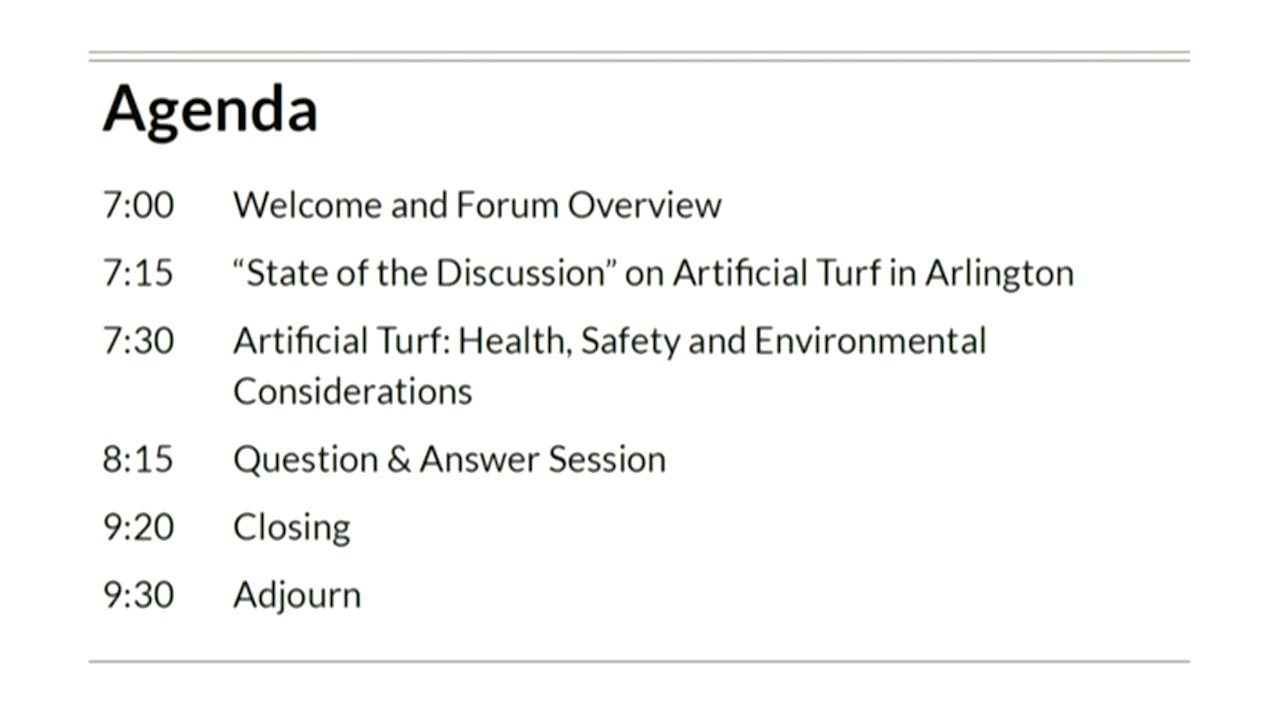 Agenda
7:00 Welcome and Forum Overview
7:15 “State of the Discussion” on Artificial Turf in Arlington
7:30 Artificial Turf: Health, Safety and Environmental
Considerations
8:15 Question & Answer Session
9:20 Closing
9:30 Adjourn